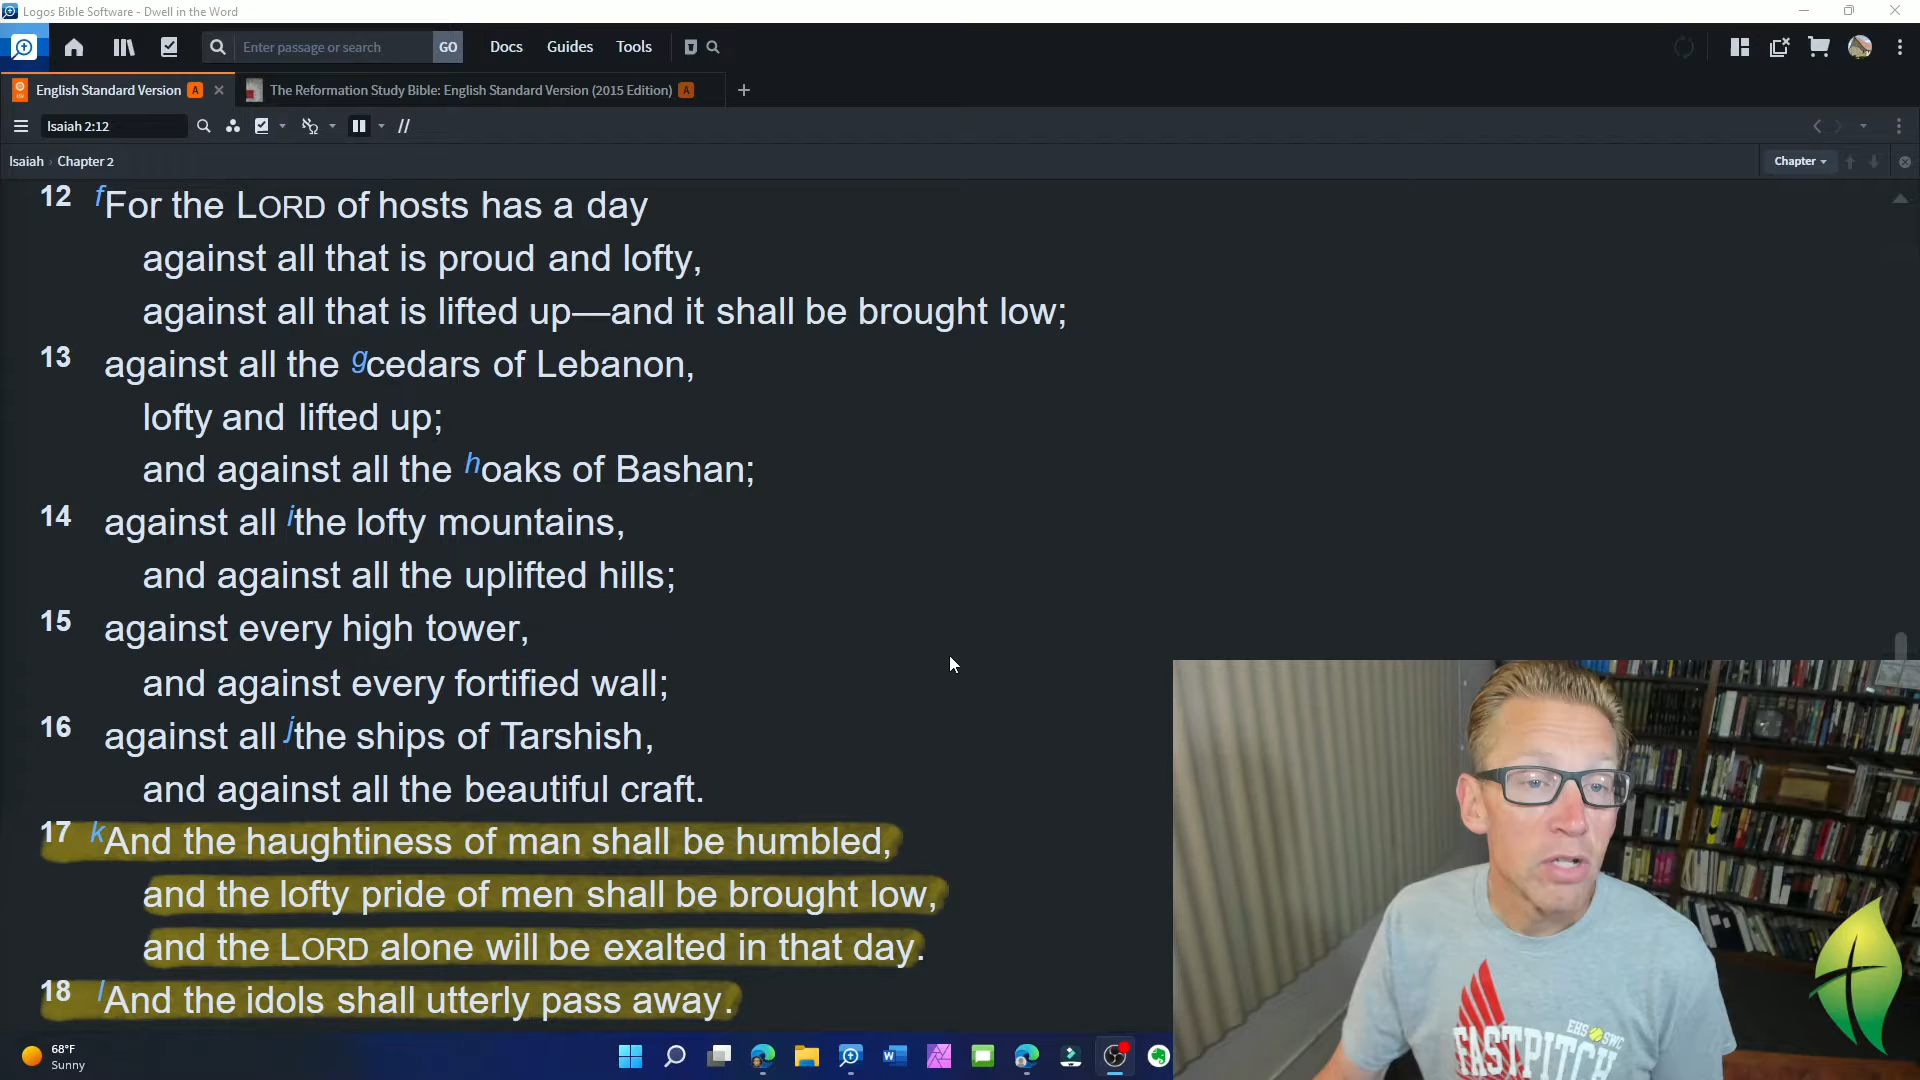 Logos Bible Software - Dwell in the Word
Enter passage or search
GO
Docs
Guides
Tools
English Standard Version A
The Reformation Study Bible: English Standard Version (2015 Edition) A
Isaiah 2:12
Isaiah › Chapter 2
Chapter
12 fFor the LORD of hosts has a day
against all that is proud and lofty,
against all that is lifted up—and it shall be brought low;
13 against all the gcedars of Lebanon,
lofty and lifted up;
and against all the hoaks of Bashan;
14 against all ithe lofty mountains,
and against all the uplifted hills;
15 against every high tower,
and against every fortified wall;
16 against all jthe ships of Tarshish,
and against all the beautiful craft.
17 kAnd the haughtiness of man shall be humbled,
and the lofty pride of men shall be brought low,
and the LORD alone will be exalted in that day.
18 lAnd the idols shall utterly pass away.
EHS SWC
FASTPITCH
68°F
Sunny